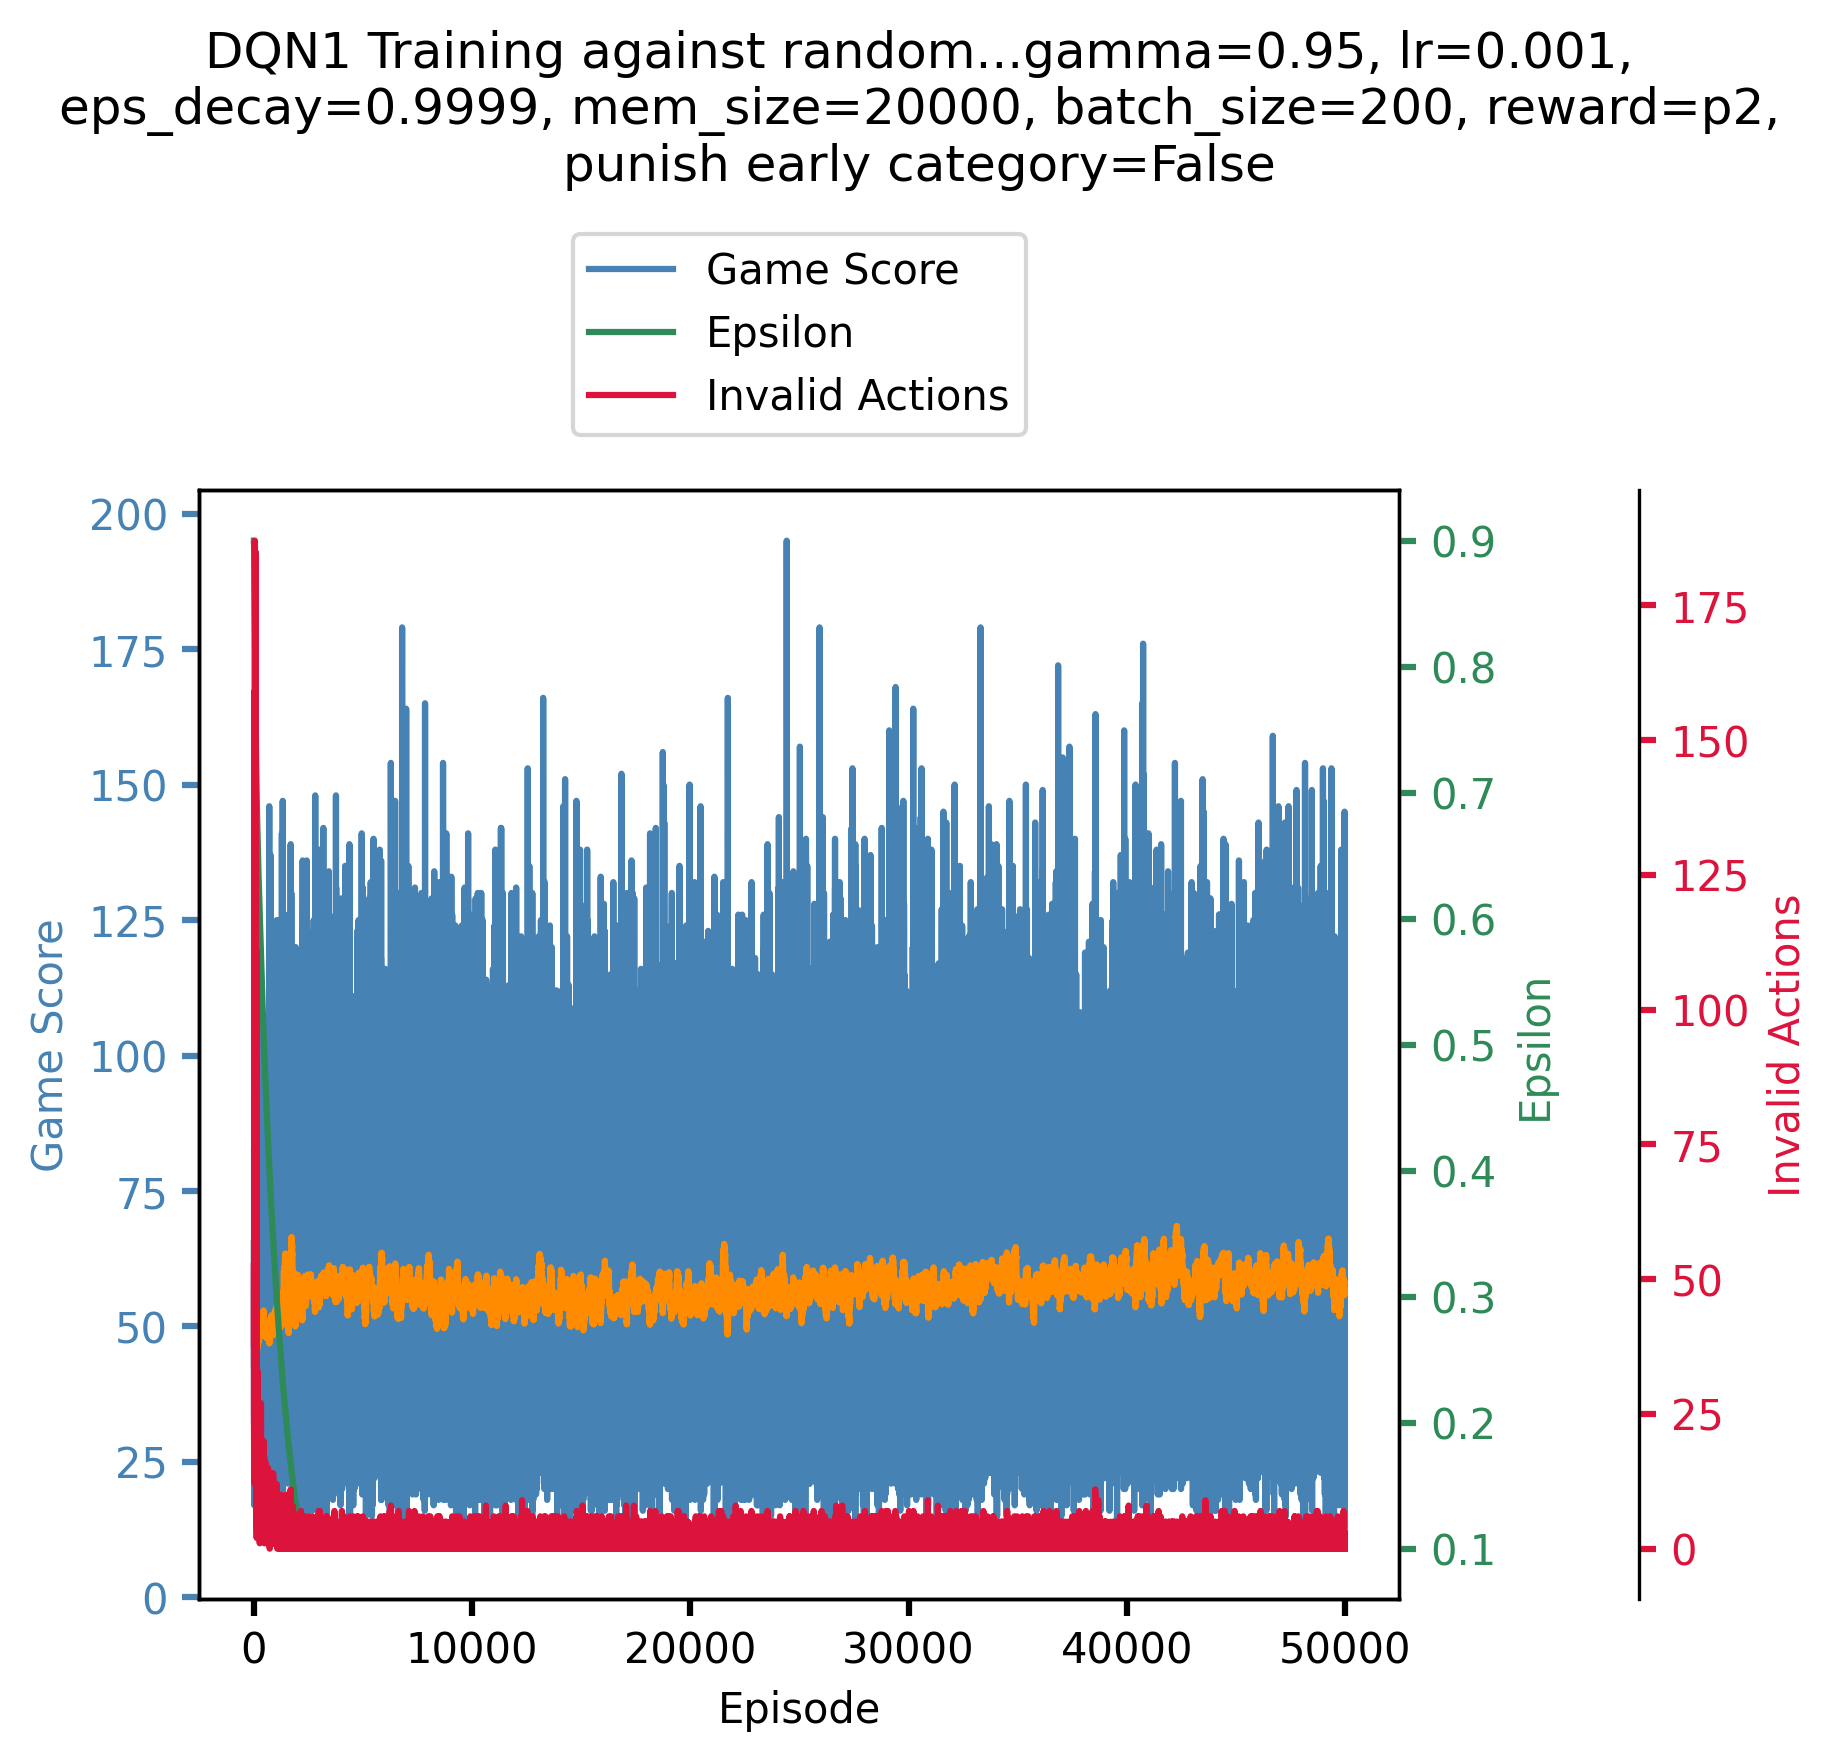 DQN1 Training against random...gamma=0.95, lr=0.001,
eps_decay=0.9999, mem_size=20000, batch_size=200, reward=p2,
punish early category=False
Game Score
Epsilon
Invalid Actions
200
175
150
125
100
75
50
25
0
Game Score
0.9
0.8
0.7
0.6
0.5
0.4
0.3
0.2
0.1
Epsilon
175
150
125
100
75
50
25
0
Invalid Actions
0 10000 20000 30000 40000 50000
Episode